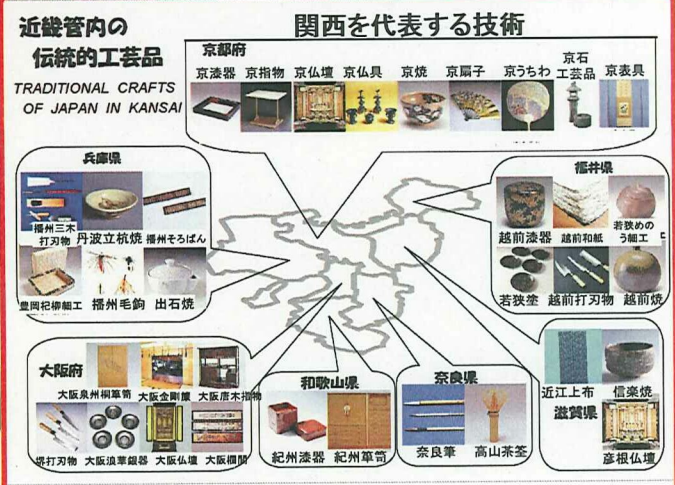 近畿管内の
伝統的工芸品
TRADITIONAL CRAFTS
OF JAPAN IN KANSAI
関西を代表する技術
京都府
京漆器 京指物 京仏壇 京仏具 京焼 京扇子 京うちわ 京石工芸品 京表具
兵庫県
播州三木打刃物 丹波立杭焼 播州そろばん
豊岡杞柳細工 播州毛鉤 出石焼
福井県
越前漆器 越前和紙 若狭めのう細工
若狭塗 越前打刃物 越前焼
大阪府
大阪泉州桐箪笥 大阪金剛簾 大阪唐木指物
堺打刃物 大阪浪華錫器 大阪仏壇 大阪欄間
和歌山県
紀州漆器 紀州箪笥
奈良県
奈良筆 高山茶筌
近江上布 信楽焼
滋賀県
彦根仏壇